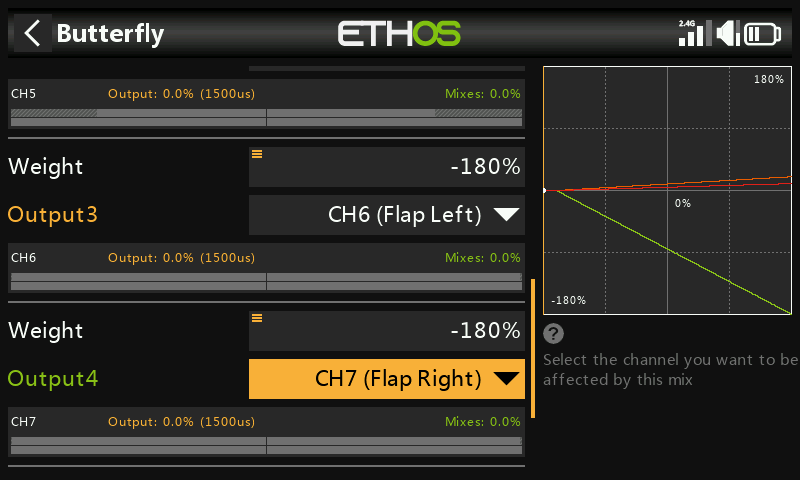 Butterfly
ETHOS
2.4G
CH5 Output: 0.0% (1500us) Mixes: 0.0%
Weight -180%
Output3 CH6 (Flap Left)
CH6 Output: 0.0% (1500us) Mixes: 0.0%
Weight -180%
Output4 CH7 (Flap Right)
CH7 Output: 0.0% (1500us) Mixes: 0.0%
180%
0%
-180%
?
Select the channel you want to be
affected by this mix